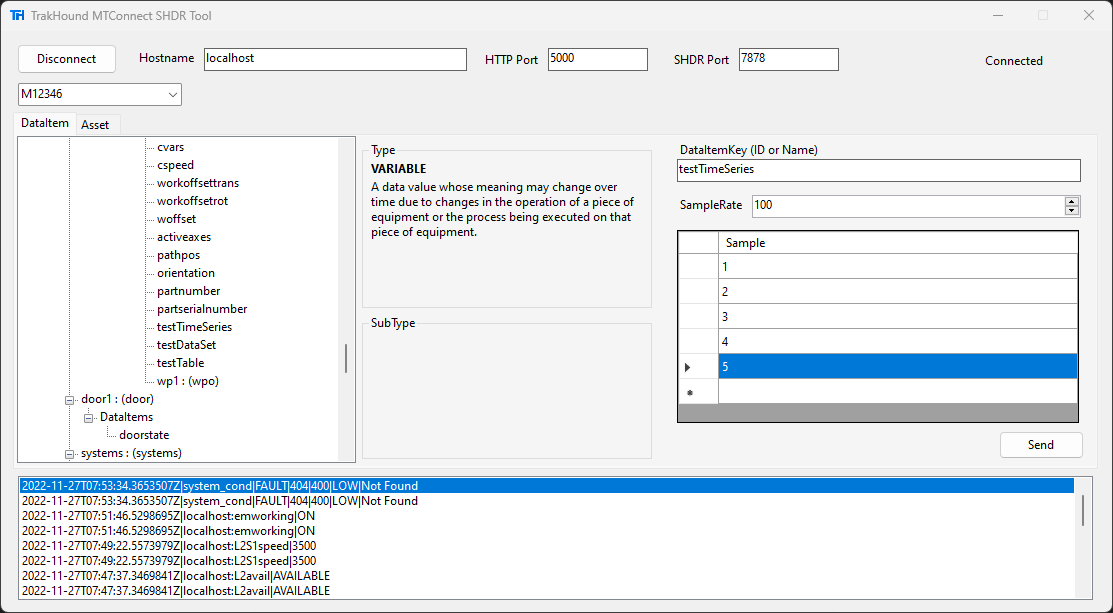 TrakHound MTConnect SHDR Tool
Disconnect
Hostname
localhost
HTTP Port
5000
SHDR Port
7878
Connected
M12346
DataItem
Asset
cvars
cspeed
workoffsettrans
workoffsetrot
woffset
activeaxes
pathpos
orientation
partnumber
partserialnumber
testTimeSeries
testDataSet
testTable
wp1 : (wpo)
door1 : (door)
DataItems
doorstate
systems : (systems)
Type
VARIABLE
A data value whose meaning may change over
time due to changes in the operation of a piece of
equipment or the process being executed on that
piece of equipment.
SubType
DataItemKey (ID or Name)
testTimeSeries
SampleRate
100
Sample
1
2
3
4
5
Send
2022-11-27T07:53:34.3653507Z|system_cond|FAULT|404|400|LOW|Not Found
2022-11-27T07:53:34.3653507Z|system_cond|FAULT|404|400|LOW|Not Found
2022-11-27T07:51:46.5298695Z|localhost:emworking|ON
2022-11-27T07:51:46.5298695Z|localhost:emworking|ON
2022-11-27T07:49:22.5573979Z|localhost:L2S1speed|3500
2022-11-27T07:49:22.5573979Z|localhost:L2S1speed|3500
2022-11-27T07:47:37.3469841Z|localhost:L2avail|AVAILABLE
2022-11-27T07:47:37.3469841Z|localhost:L2avail|AVAILABLE